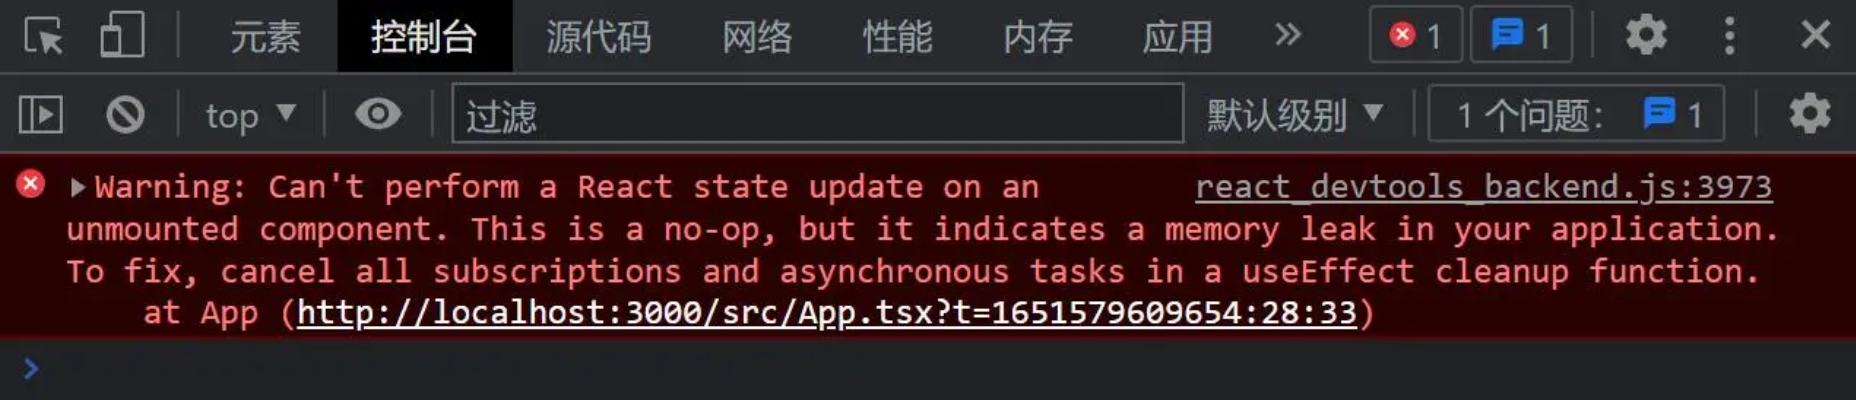 元素 控制台 源代码 网络 性能 内存 应用 » 1 1
top ▼ 过滤 默认级别 ▼ 1 个问题： 1
▶Warning: Can't perform a React state update on an react_devtools_backend.js:3973
unmounted component. This is a no-op, but it indicates a memory leak in your application.
To fix, cancel all subscriptions and asynchronous tasks in a useEffect cleanup function.
at App (http://localhost:3000/src/App.tsx?t=1651579609654:28:33)